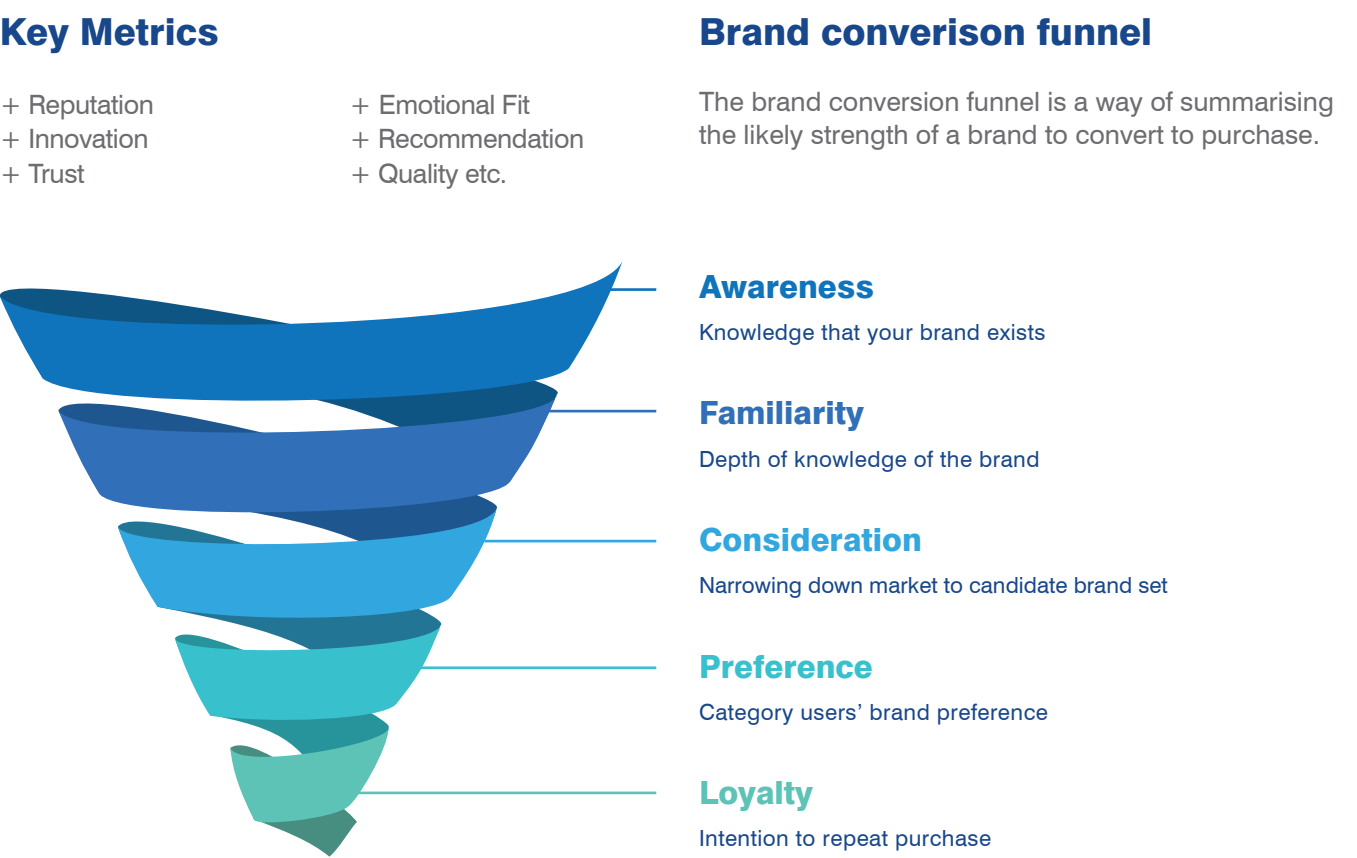 Key Metrics
+ Reputation
+ Innovation
+ Trust
+ Emotional Fit
+ Recommendation
+ Quality etc.
Brand converison funnel
The brand conversion funnel is a way of summarising
the likely strength of a brand to convert to purchase.
Awareness
Knowledge that your brand exists
Familiarity
Depth of knowledge of the brand
Consideration
Narrowing down market to candidate brand set
Preference
Category users’ brand preference
Loyalty
Intention to repeat purchase